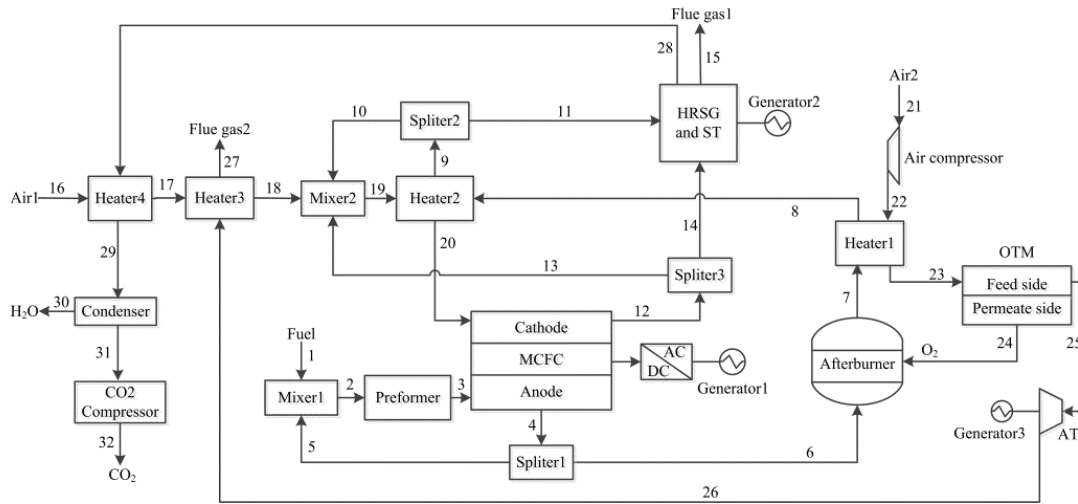 Flue gas1
28
15
Air2
21
10
Spliter2
11
HRSG
and ST
Generator2
Flue gas2
27
9
Air compressor
Air1
16
Heater4
17
Heater3
18
Mixer2
19
Heater2
8
22
29
20
14
Heater1
OTM
13
Spliter3
23
Feed side
Permeate side
7
H2O
30
Condenser
12
Cathode
24
25
Fuel
31
1
MCFC
AC
DC
Afterburner
O2
Generator1
CO2
Compressor
Mixer1
2
Preformer
3
Anode
4
5
6
Generator3
AT
32
Spliter1
CO2
26